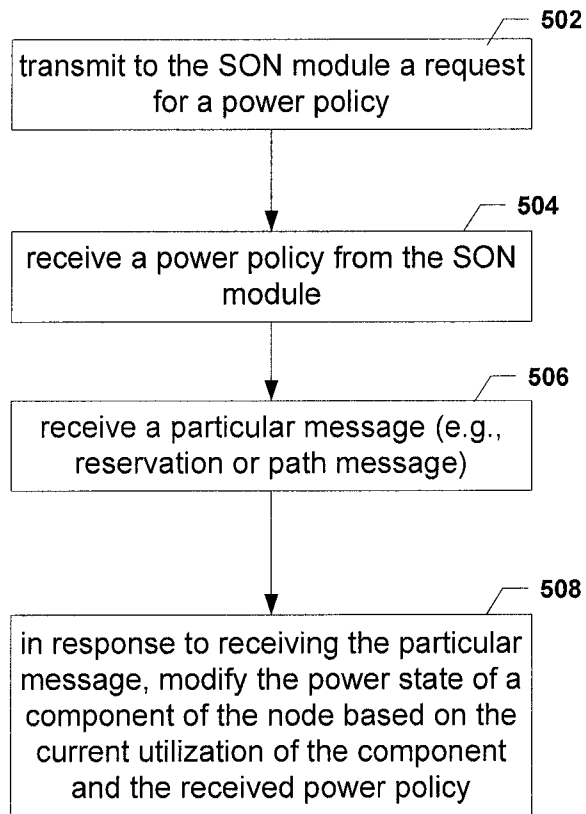 502
transmit to the SON module a request
for a power policy
504
receive a power policy from the SON
module
506
receive a particular message (e.g.,
reservation or path message)
508
in response to receiving the particular
message, modify the power state of a
component of the node based on the
current utilization of the component
and the received power policy